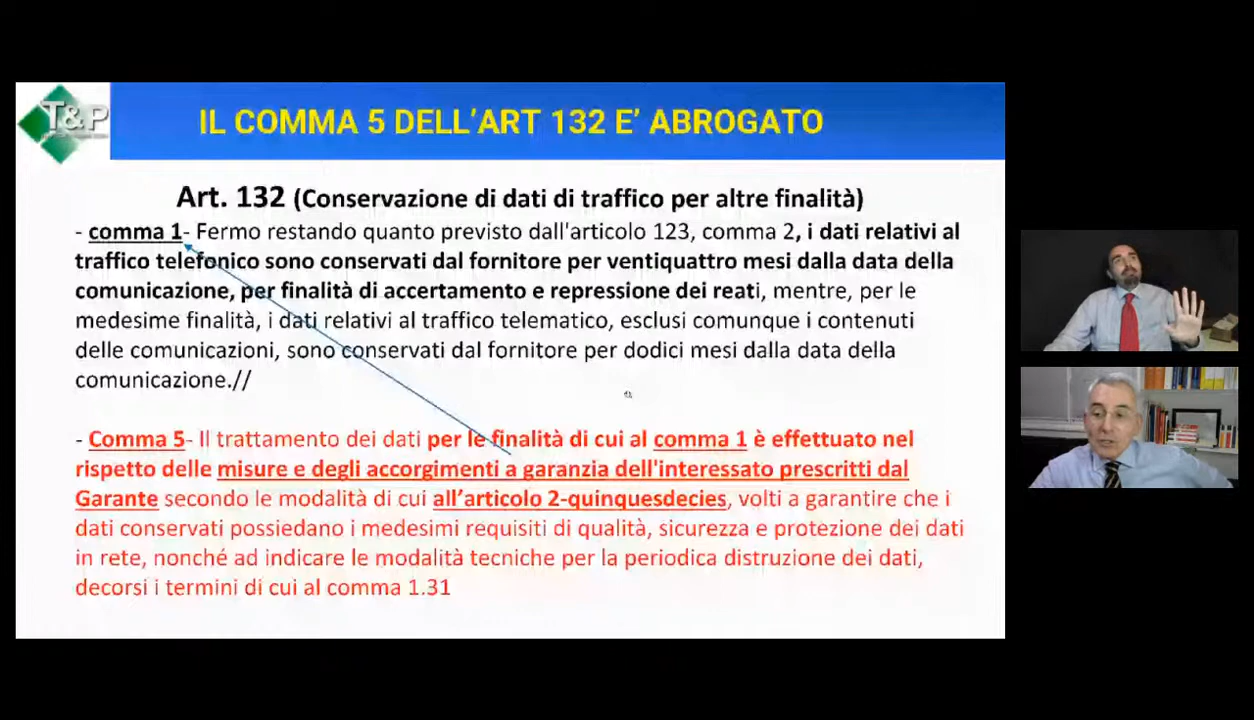 T&P
IL COMMA 5 DELL'ART 132 E' ABROGATO
Art. 132 (Conservazione di dati di traffico per altre finalità)
- comma 1- Fermo restando quanto previsto dall'articolo 123, comma 2, i dati relativi al
traffico telefonico sono conservati dal fornitore per ventiquattro mesi dalla data della
comunicazione, per finalità di accertamento e repressione dei reati, mentre, per le
medesime finalità, i dati relativi al traffico telematico, esclusi comunque i contenuti
delle comunicazioni, sono conservati dal fornitore per dodici mesi dalla data della
comunicazione.//
- Comma 5- Il trattamento dei dati per le finalità di cui al comma 1 è effettuato nel
rispetto delle misure e degli accorgimenti a garanzia dell'interessato prescritti dal
Garante secondo le modalità di cui all'articolo 2-quinquesdecies, volti a garantire che i
dati conservati possiedano i medesimi requisiti di qualità, sicurezza e protezione dei dati
in rete, nonché ad indicare le modalità tecniche per la periodica distruzione dei dati,
decorsi i termini di cui al comma 1.31